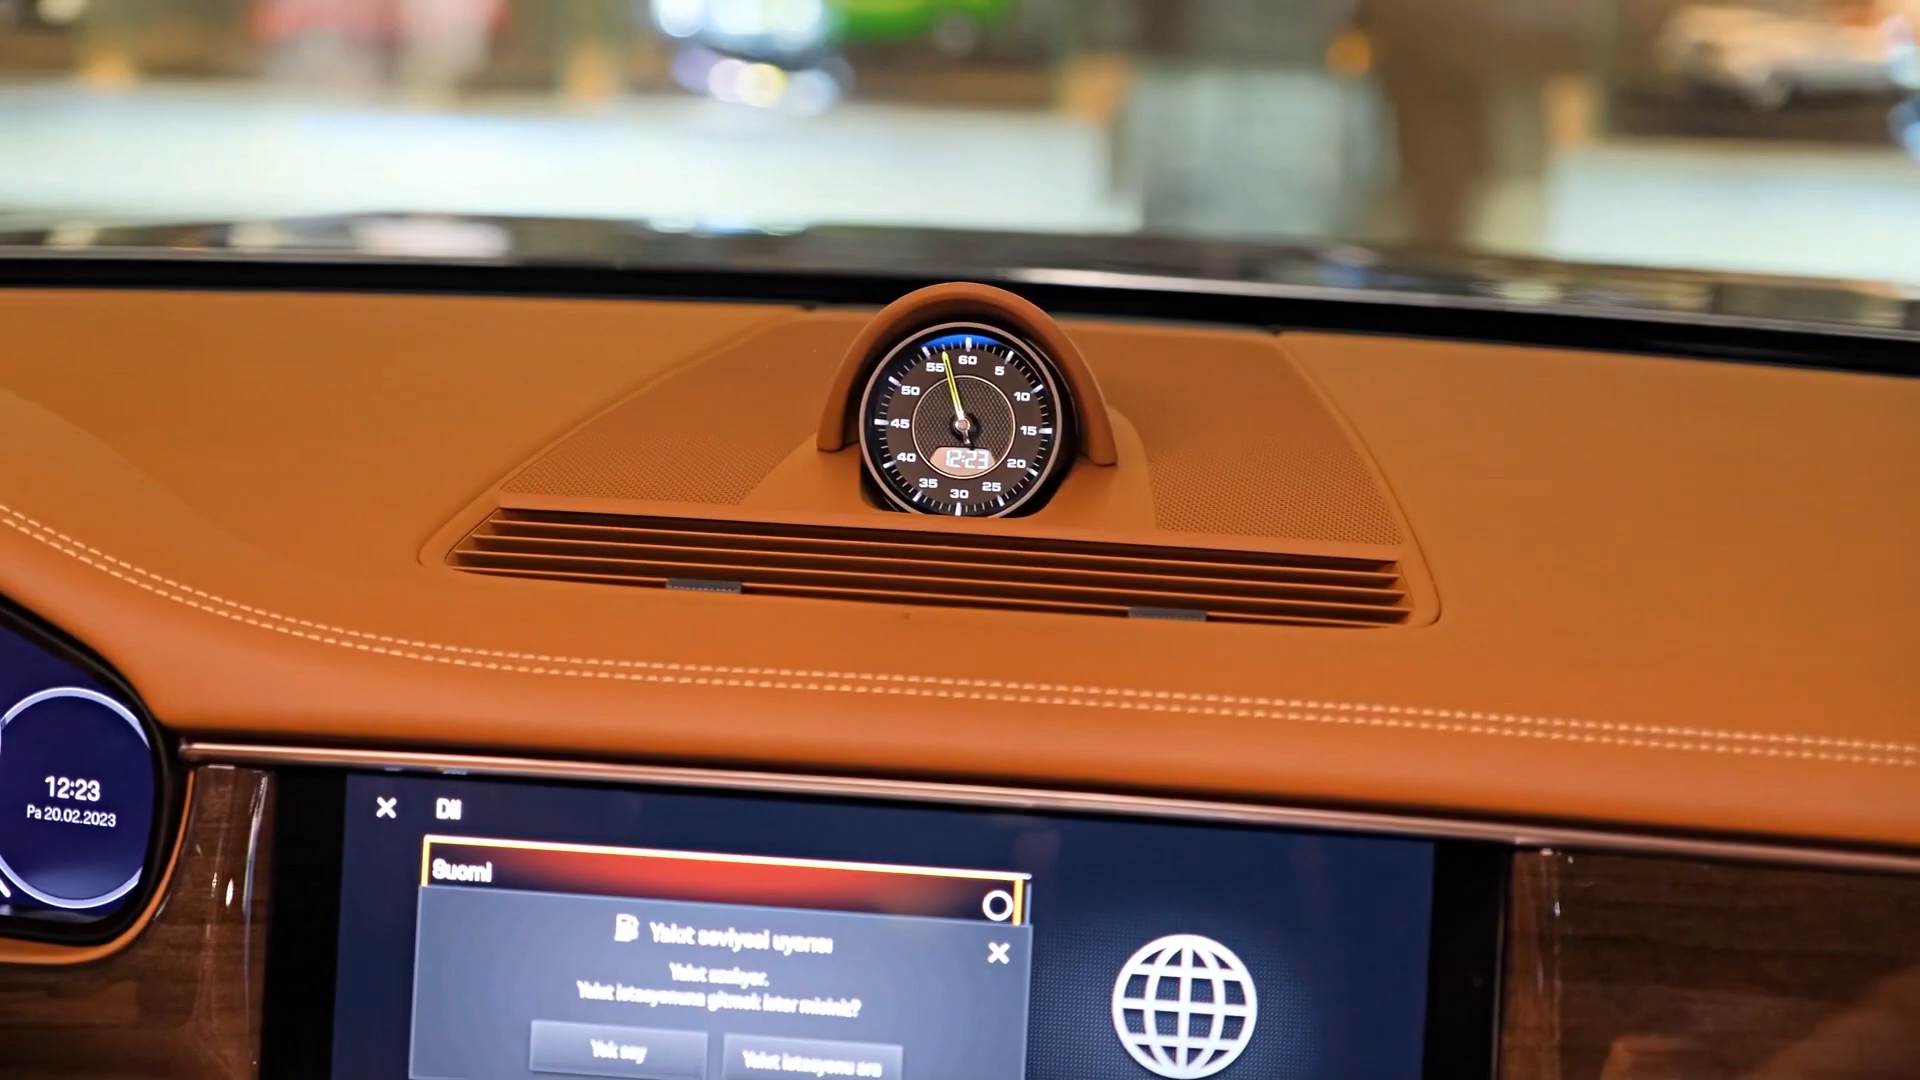 60
55
5
50
10
45
15
40
12:23
20
35
25
30
12:23
Pa 20.02.2023
Dil
Suomi
Yakıt seviyesi uyarısı
Yakıt azalıyor.
Yakıt istasyonuna gitmek ister misiniz?
Yok say
Yakıt istasyonu ara